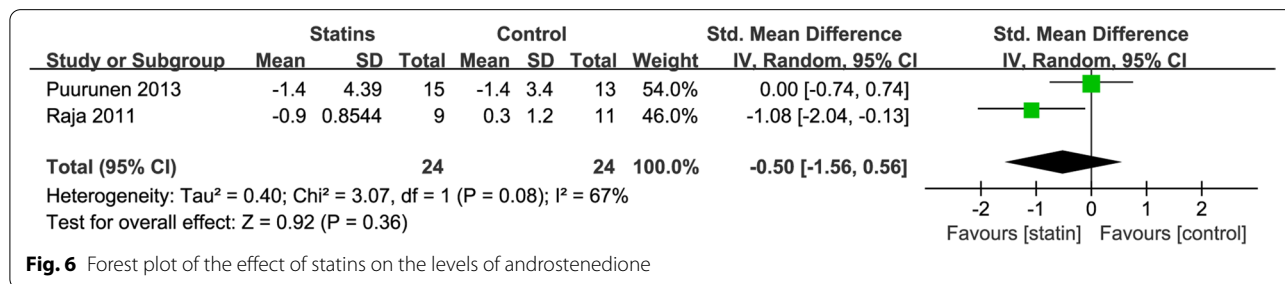 Statins Control Std. Mean Difference Std. Mean Difference
Study or Subgroup Mean SD Total Mean SD Total Weight IV, Random, 95% CI IV, Random, 95% CI
Puurunen 2013 -1.4 4.39 15 -1.4 3.4 13 54.0% 0.00 [-0.74, 0.74]
Raja 2011 -0.9 0.8544 9 0.3 1.2 11 46.0% -1.08 [-2.04, -0.13]
Total (95% CI) 24 24 100.0% -0.50 [-1.56, 0.56]
Heterogeneity: Tau² = 0.40; Chi² = 3.07, df = 1 (P = 0.08); I² = 67%
Test for overall effect: Z = 0.92 (P = 0.36)
-2 -1 0 1 2
Favours [statin] Favours [control]
Fig. 6 Forest plot of the effect of statins on the levels of androstenedione